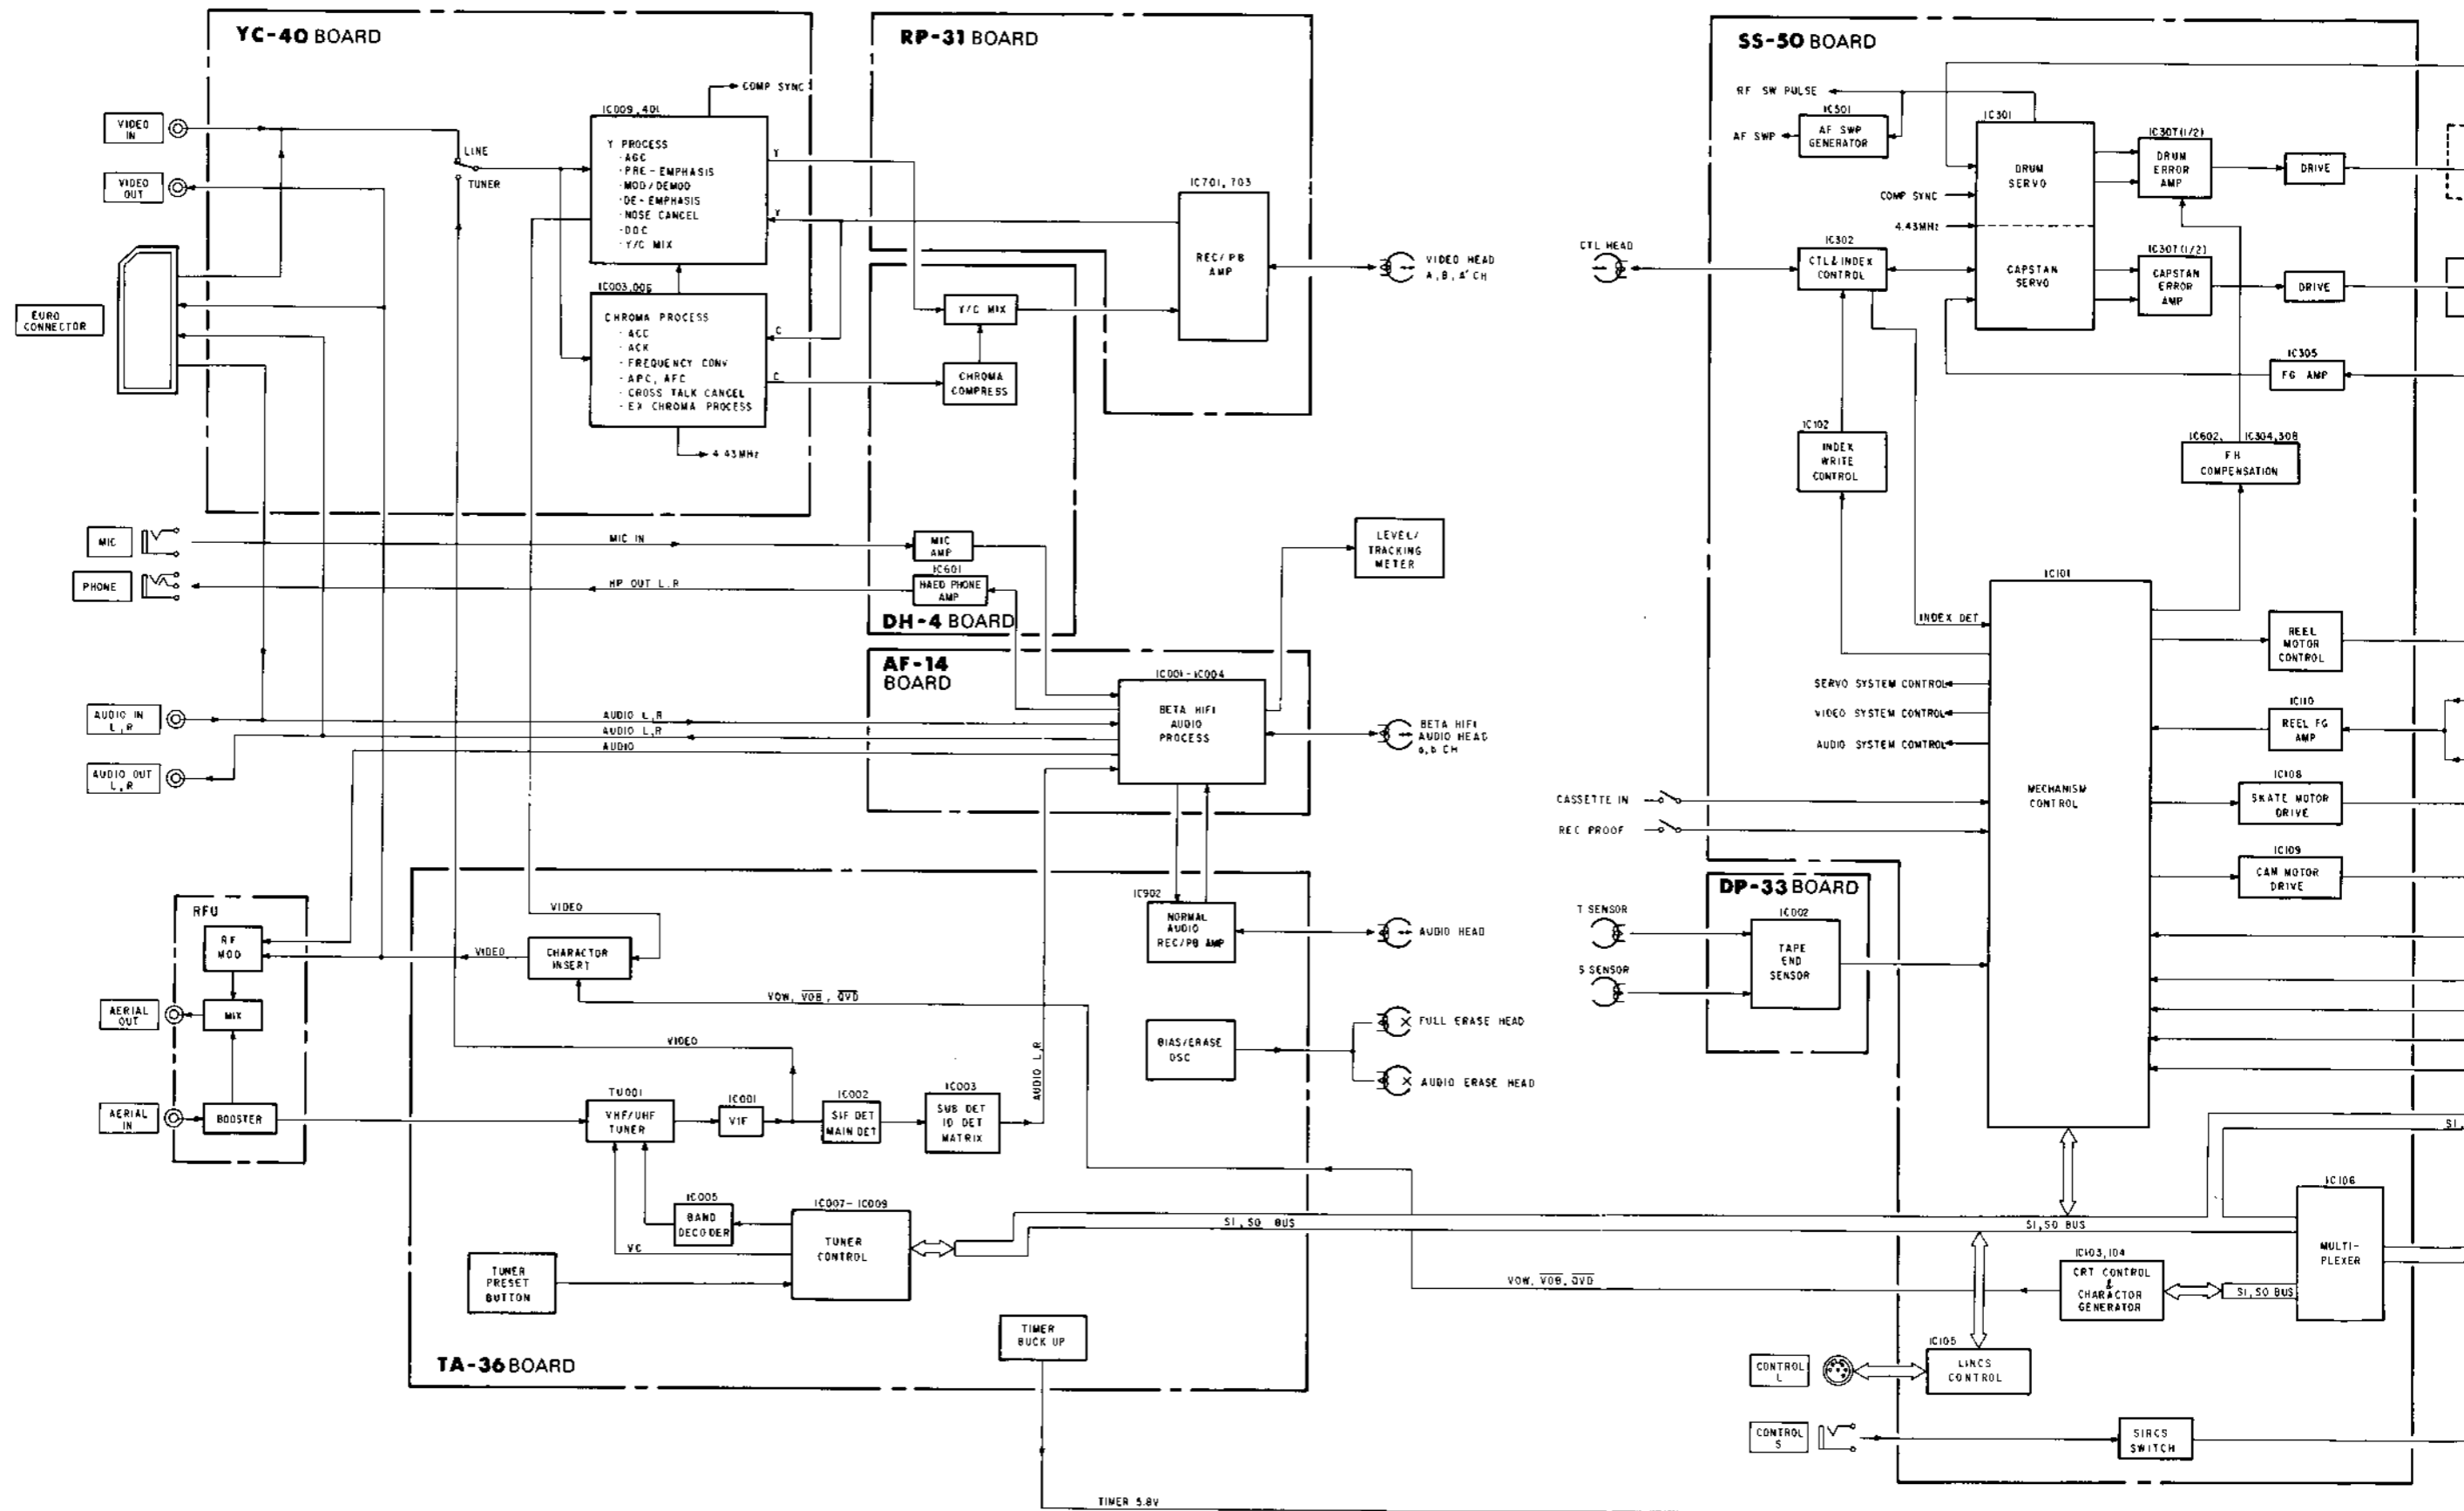 YC-40 BOARD
VIDEO
IN
VIDEO
OUT
EURO
CONNECTOR
LINE
TUNER
COMP SYNC
IC009, 401
Y PROCESS
· AGC
· PRE-EMPHASIS
· MOD/DEMOD
· DE-EMPHASIS
· NOSE CANCEL
· DOC
· Y/C MIX
IC003,006
CHROMA PROCESS
· ACC
· ACK
· FREQUENCY CONV
· APC, AFC
· CROSS TALK CANCEL
· EX CHROMA PROCESS
4.43MHz
Y
Y
C
C
RP-31 BOARD
IC701, 703
REC/PB
AMP
Y/C MIX
CHROMA
COMPRESS
VIDEO HEAD
A, B, A' CH
MIC
PHONE
MIC IN
HP OUT L.R
MIC
AMP
IC601
HAED PHONE
AMP
DH-4 BOARD
LEVEL/
TRACKING
METER
AF-14
BOARD
IC001-IC004
BETA HIFI
AUDIO
PROCESS
BETA HIFI
AUDIO HEAD
a,b CH
AUDIO IN
L,R
AUDIO OUT
L,R
AUDIO L,R
AUDIO L,R
AUDIO
RFU
RF
MOD
MIX
BOOSTER
AERIAL
OUT
AERIAL
IN
VIDEO
VIDEO
CHARACTOR
INSERT
VOW, VOB, OVD
VIDEO
IC902
NORMAL
AUDIO
REC/PB AMP
AUDIO HEAD
BIAS/ERASE
OSC
FULL ERASE HEAD
AUDIO ERASE HEAD
AUDIO L,R
TU001
VHF/UHF
TUNER
IC001
VIF
IC002
SIF DET
MAIN DET
IC003
SUB DET
ID DET
MATRIX
IC005
BAND
DECODER
VC
IC007-IC009
TUNER
CONTROL
TUNER
PRESET
BUTTON
TIMER
BUCK UP
TA-36 BOARD
TIMER 5.8V
SI, SO BUS
SS-50 BOARD
RF SW PULSE
IC501
AF SWP
GENERATOR
AF SWP
IC301
DRUM
SERVO
CAPSTAN
SERVO
COMP SYNC
4.43MHz
IC307(1/2)
DRUM
ERROR
AMP
DRIVE
IC307(1/2)
CAPSTAN
ERROR
AMP
DRIVE
CTL HEAD
IC302
CTL&INDEX
CONTROL
IC305
FG AMP
IC102
INDEX
WRITE
CONTROL
IC602, IC304,308
FH
COMPENSATION
IC101
INDEX DET
MECHANISM
CONTROL
SERVO SYSTEM CONTROL
VIDEO SYSTEM CONTROL
AUDIO SYSTEM CONTROL
CASSETTE IN
REC PROOF
REEL
MOTOR
CONTROL
IC110
REEL FG
AMP
IC108
SKATE MOTOR
DRIVE
IC109
CAM MOTOR
DRIVE
DP-33 BOARD
T SENSOR
S SENSOR
IC002
TAPE
END
SENSOR
SI,
SI, SO BUS
IC106
MULTI-
PLEXER
SI, SO BUS
IC103, 104
CRT CONTROL
&
CHARACTOR
GENERATOR
VOW, VOB, OVD
IC105
LINCS
CONTROL
CONTROL
L
CONTROL
S
SIRCS
SWITCH